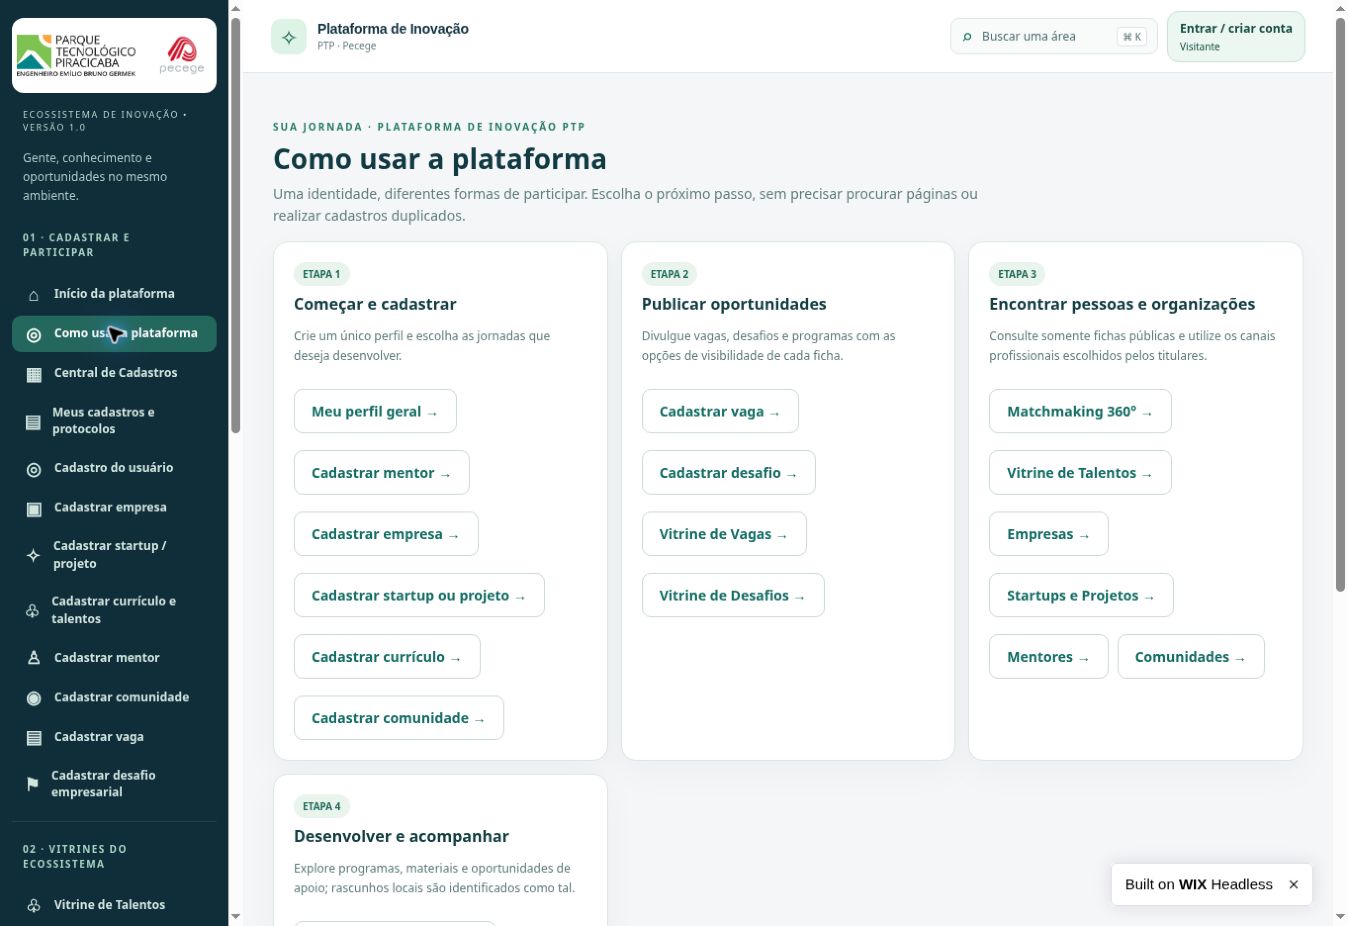 PARQUE
TECNOLÓGICO
PIRACICABA
ENGENHEIRO EMÍLIO BRUNO GERMEK
pecege
ECOSSISTEMA DE INOVAÇÃO •
VERSÃO 1.0
Gente, conhecimento e
oportunidades no mesmo
ambiente.
01 · CADASTRAR E
PARTICIPAR
Início da plataforma
Como usar a plataforma
Central de Cadastros
Meus cadastros e
protocolos
Cadastro do usuário
Cadastrar empresa
Cadastrar startup /
projeto
Cadastrar currículo e
talentos
Cadastrar mentor
Cadastrar comunidade
Cadastrar vaga
Cadastrar desafio
empresarial
02 · VITRINES DO
ECOSSISTEMA
Vitrine de Talentos
Plataforma de Inovação
PTP · Pecege
Buscar uma área
⌘ K
Entrar / criar conta
Visitante
SUA JORNADA · PLATAFORMA DE INOVAÇÃO PTP
Como usar a plataforma
Uma identidade, diferentes formas de participar. Escolha o próximo passo, sem precisar procurar páginas ou
realizar cadastros duplicados.
ETAPA 1
Começar e cadastrar
Crie um único perfil e escolha as jornadas que
deseja desenvolver.
Meu perfil geral →
Cadastrar mentor →
Cadastrar empresa →
Cadastrar startup ou projeto →
Cadastrar currículo →
Cadastrar comunidade →
ETAPA 2
Publicar oportunidades
Divulgue vagas, desafios e programas com as
opções de visibilidade de cada ficha.
Cadastrar vaga →
Cadastrar desafio →
Vitrine de Vagas →
Vitrine de Desafios →
ETAPA 3
Encontrar pessoas e organizações
Consulte somente fichas públicas e utilize os canais
profissionais escolhidos pelos titulares.
Matchmaking 360° →
Vitrine de Talentos →
Empresas →
Startups e Projetos →
Mentores →
Comunidades →
ETAPA 4
Desenvolver e acompanhar
Explore programas, materiais e oportunidades de
apoio; rascunhos locais são identificados como tal.
Built on WIX Headless ✕